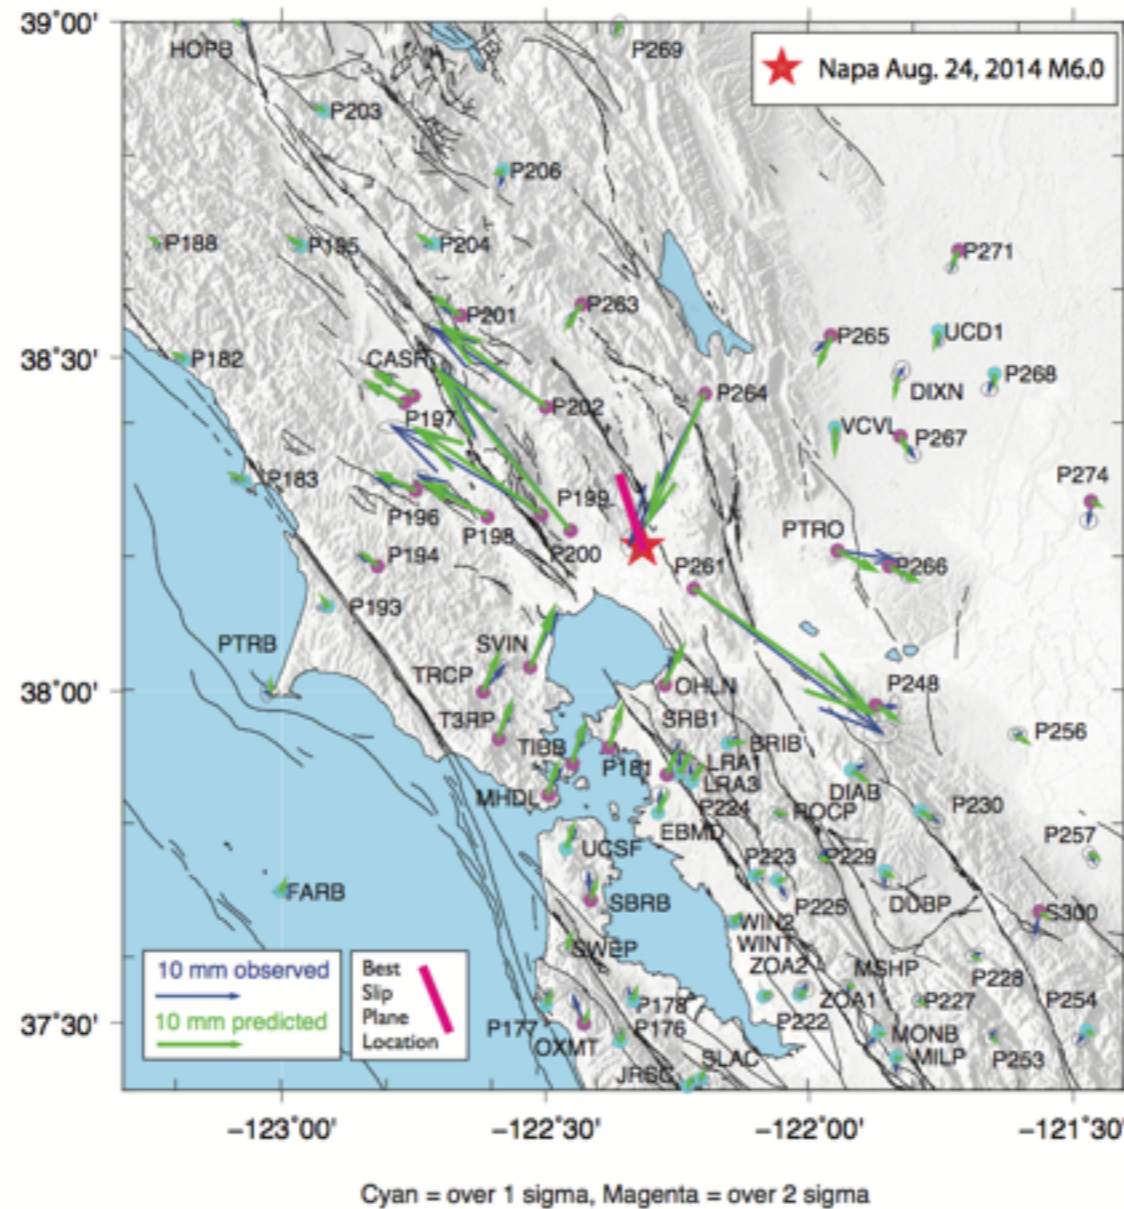 39°00'
HOPB
P269
Napa Aug. 24, 2014 M6.0
P203
P206
P188
P195
P204
P271
P201
P263
P265
UCD1
38°30'
P182
CASR
P264
DIXN
P268
P197
P202
VCVL
P267
P183
P199
P274
P196
P198
P200
PTRO
P194
P261
P266
P193
PTRB
SVIN
TRCP
OHLN
P248
38°00'
T3RP
SRB1
P256
TIBB
P181
BRIB
LRA1
MHDL
LRA3
DIAB
P224
ROCP
P230
EBMD
P257
UCSF
P223
P229
FARB
SBRB
P225
DUBP
S300
WIN2
SWEP
WINT
10 mm observed
10 mm predicted
Best
Slip
Plane
Location
ZOA2
MSHP
P228
P178
ZOA1
P227
P254
37°30'
P177
P176
P222
MONB
OXMT
SLAC
MILP
P253
JRSC
−123°00'
−122°30'
−122°00'
−121°30'
Cyan = over 1 sigma, Magenta = over 2 sigma